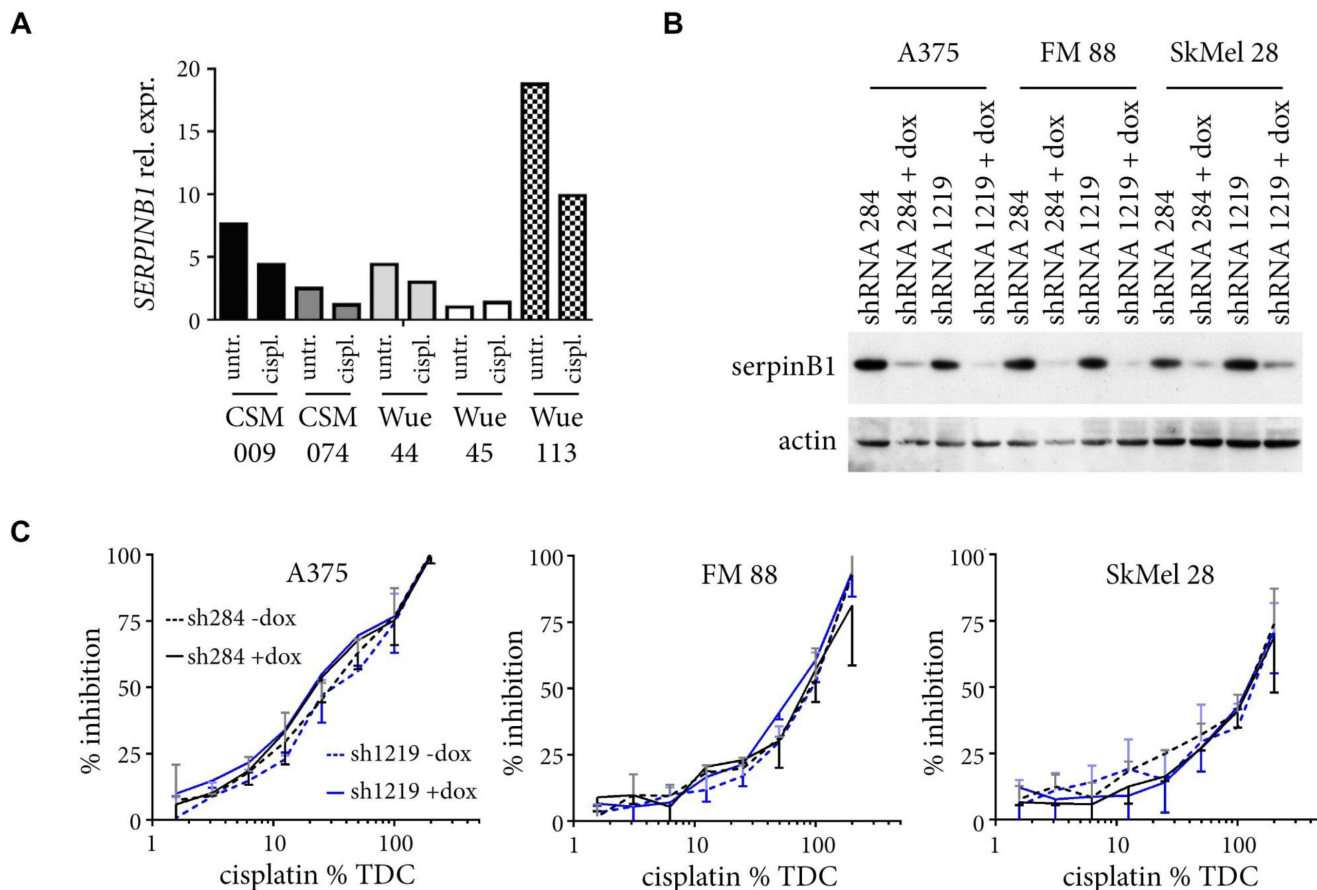 A
SERPINB1 rel. expr.
20
15
10
5
0
untr.
cispl.
untr.
cispl.
untr.
cispl.
untr.
cispl.
untr.
cispl.
CSM 009
CSM 074
Wue 44
Wue 45
Wue 113
B
A375
FM 88
SkMel 28
shRNA 284
shRNA 284 + dox
shRNA 1219
shRNA 1219 + dox
shRNA 284
shRNA 284 + dox
shRNA 1219
shRNA 1219 + dox
shRNA 284
shRNA 284 + dox
shRNA 1219
shRNA 1219 + dox
serpinB1
actin
C
A375
% inhibition
100
75
50
25
0
sh284 -dox
sh284 +dox
sh1219 -dox
sh1219 +dox
1
10
100
cisplatin % TDC
FM 88
% inhibition
100
75
50
25
0
1
10
100
cisplatin % TDC
SkMel 28
% inhibition
100
75
50
25
0
1
10
100
cisplatin % TDC